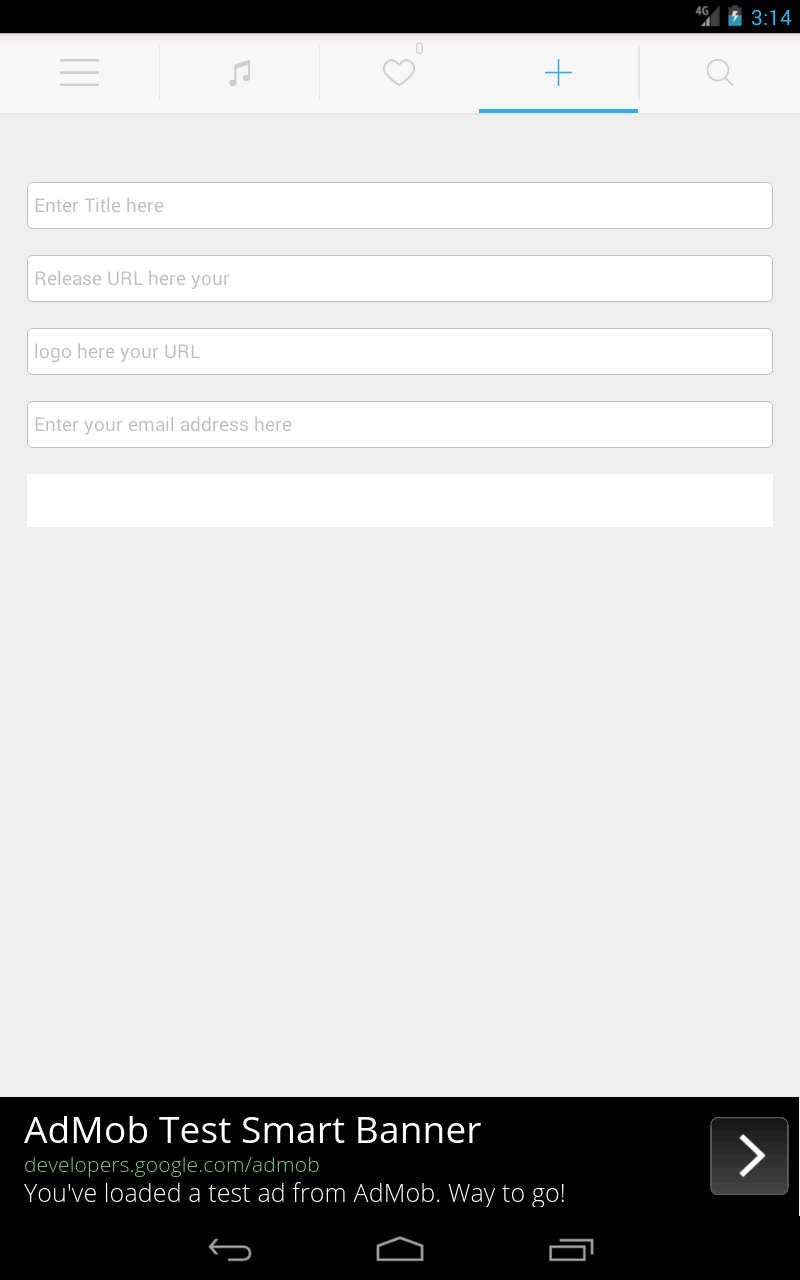 4G 3:14
0
Enter Title here
Release URL here your
logo here your URL
Enter your email address here
AdMob Test Smart Banner
developers.google.com/admob
You've loaded a test ad from AdMob. Way to go!